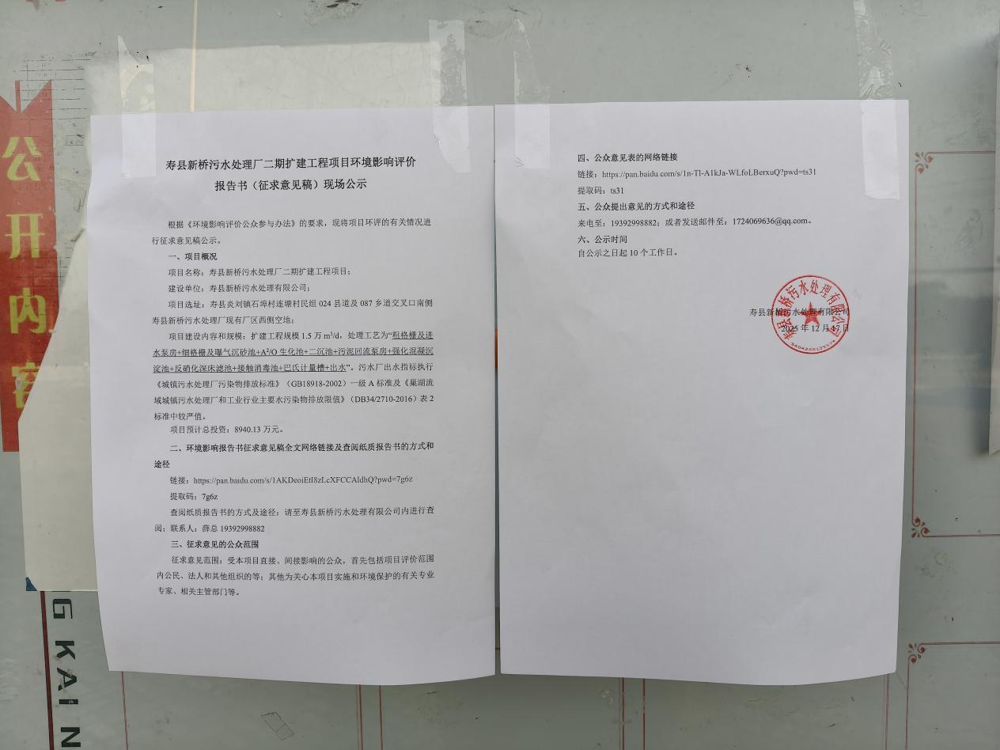 公
开
内
容
G KAI N
寿县新桥污水处理厂二期扩建工程项目环境影响评价
报告书（征求意见稿）现场公示
根据《环境影响评价公众参与办法》的要求，现将项目环评的有关情况进
行征求意见稿公示。
一、项目概况
项目名称：寿县新桥污水处理厂二期扩建工程项目；
建设单位：寿县新桥污水处理有限公司；
项目选址：寿县炎刘镇石埠村连塘村民组 024 县道及 087 乡道交叉口南侧
寿县新桥污水处理厂现有厂区西侧空地；
项目建设内容和规模：扩建工程规模 1.5 万 m³/d，处理工艺为“粗格栅及进
水泵房+细格栅及曝气沉砂池+A²/O 生化池+二沉池+污泥回流泵房+强化混凝沉
淀池+反硝化深床滤池+接触消毒池+巴氏计量槽+出水”。污水厂出水指标执行
《城镇污水处理厂污染物排放标准》（GB18918-2002）一级 A 标准及《巢湖流
域城镇污水处理厂和工业行业主要水污染物排放限值》（DB34/2710-2016）表 2
标准中较严值。
项目预计总投资：8940.13 万元。
二、环境影响报告书征求意见稿全文网络链接及查阅纸质报告书的方式和
途径
链接：https://pan.baidu.com/s/1AKDeoiEtI8zLcXFCCAldhQ?pwd=7g6z
提取码：7g6z
查阅纸质报告书的方式及途径：请至寿县新桥污水处理有限公司内进行查
阅；联系人：薛总 19392998882
三、征求意见的公众范围
征求意见范围：受本项目直接、间接影响的公众，首先包括项目评价范围
内公民、法人和其他组织的等；其他为关心本项目实施和环境保护的有关专业
专家、相关主管部门等。
四、公众意见表的网络链接
链接：https://pan.baidu.com/s/1n-Tl-A1kJa-WLfoLBerxuQ?pwd=ts31
提取码：ts31
五、公众提出意见的方式和途径
来电至：19392998882；或者发送邮件至：1724069636@qq.com。
六、公示时间
自公示之日起 10 个工作日。
寿县新桥污水处理有限公司
2025 年 12 月 17 日
寿县新桥污水处理有限公司